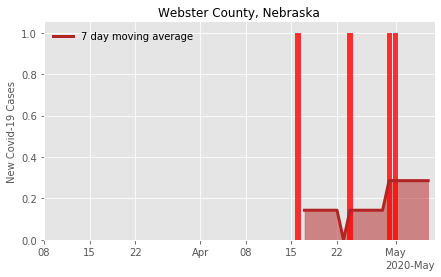 Webster County, Nebraska
7 day moving average
New Covid-19 Cases
1.0
0.8
0.6
0.4
0.2
0.0
08 15 22 Apr 08 15 22 May
2020-May